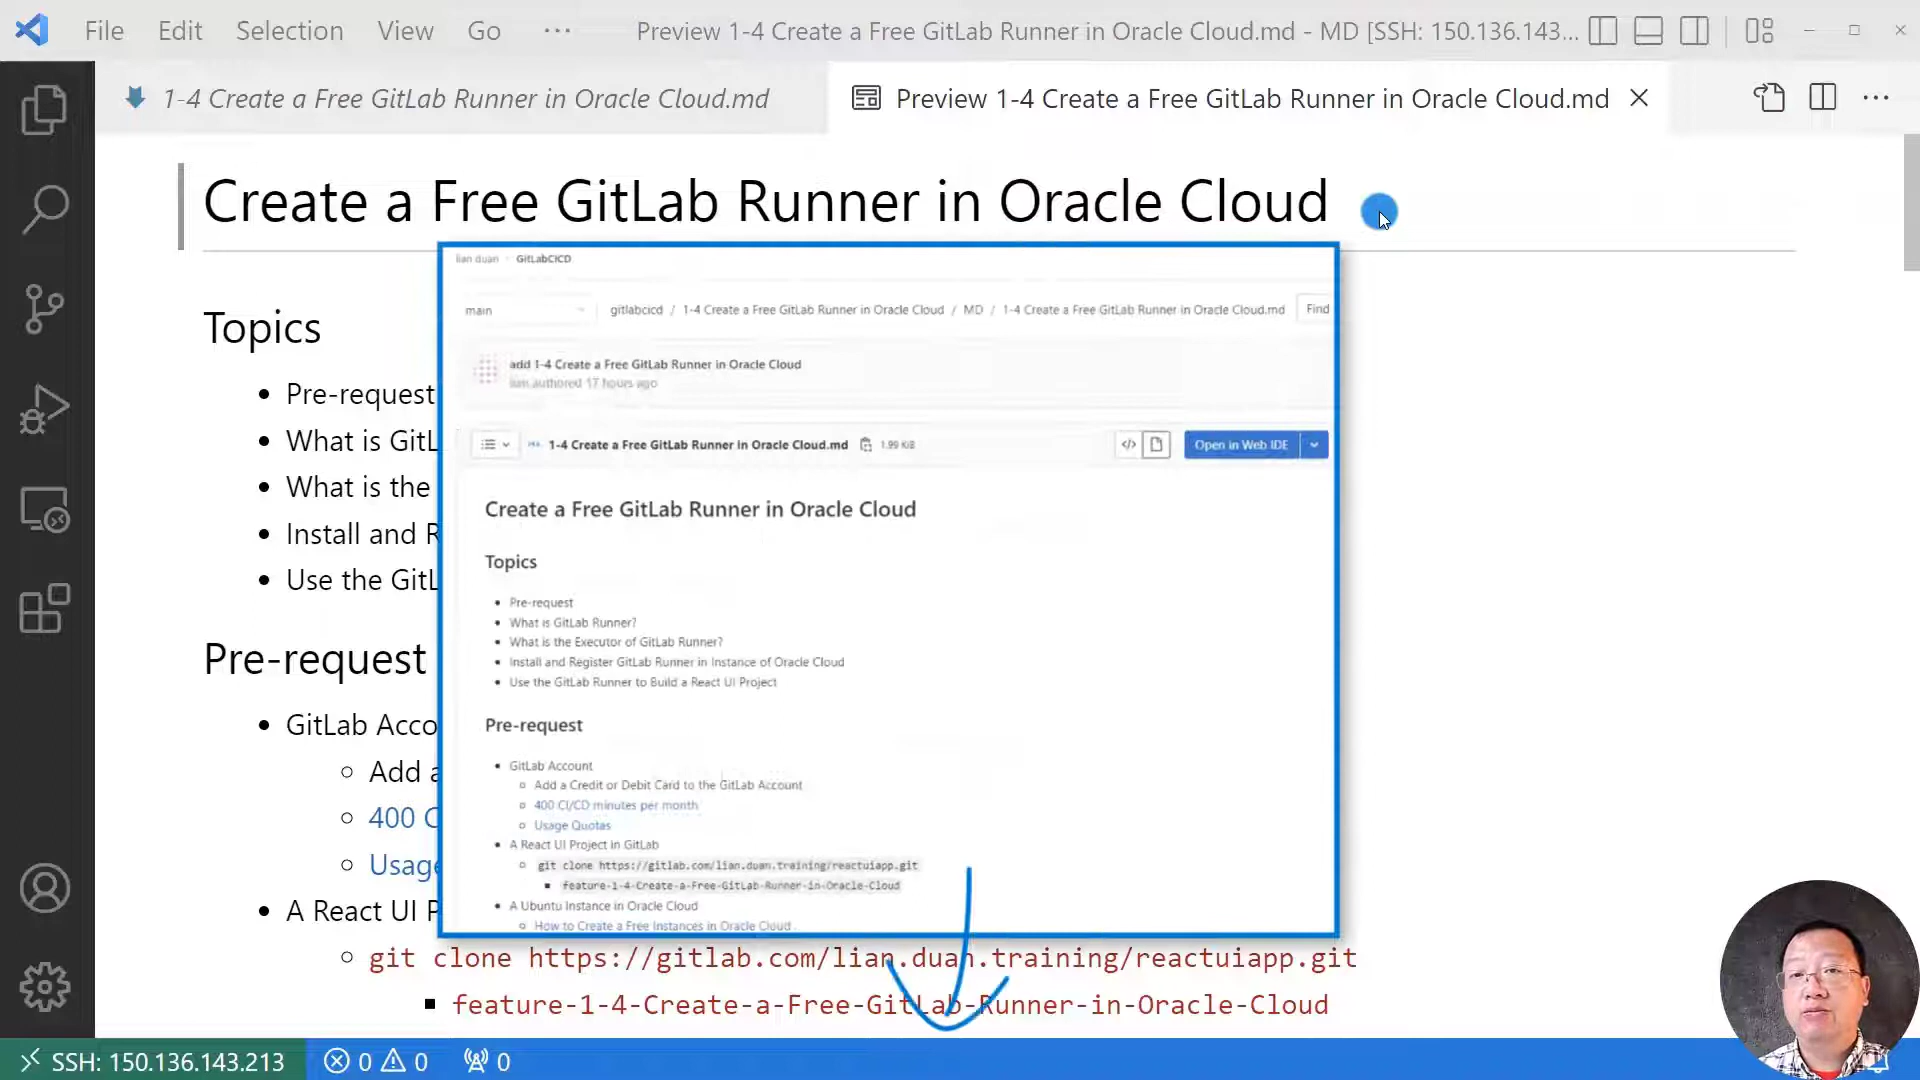 File Edit Selection View Go ··· Preview 1-4 Create a Free GitLab Runner in Oracle Cloud.md - MD [SSH: 150.136.143...
1-4 Create a Free GitLab Runner in Oracle Cloud.md
Preview 1-4 Create a Free GitLab Runner in Oracle Cloud.md
Create a Free GitLab Runner in Oracle Cloud
Topics
Pre-request
What is GitL
What is the
Install and R
Use the GitL
Pre-request
GitLab Acco
Add a
400 C
Usage
A React UI P
lian duan GitLabCICD
main gitlabcicd / 1-4 Create a Free GitLab Runner in Oracle Cloud / MD / 1-4 Create a Free GitLab Runner in Oracle Cloud.md Find
add 1-4 Create a Free GitLab Runner in Oracle Cloud
lian authored 17 hours ago
1-4 Create a Free GitLab Runner in Oracle Cloud.md 1.99 KiB </> Open in Web IDE
Create a Free GitLab Runner in Oracle Cloud
Topics
Pre-request
What is GitLab Runner?
What is the Executor of GitLab Runner?
Install and Register GitLab Runner in Instance of Oracle Cloud
Use the GitLab Runner to Build a React UI Project
Pre-request
GitLab Account
Add a Credit or Debit Card to the GitLab Account
400 CI/CD minutes per month
Usage Quotas
A React UI Project in GitLab
git clone https://gitlab.com/lian.duan.training/reactuiapp.git
feature-1-4-Create-a-Free-GitLab-Runner-in-Oracle-Cloud
A Ubuntu Instance in Oracle Cloud
How to Create a Free Instances in Oracle Cloud
git clone https://gitlab.com/lian.duan.training/reactuiapp.git
feature-1-4-Create-a-Free-GitLab-Runner-in-Oracle-Cloud
SSH: 150.136.143.213 0 0 0